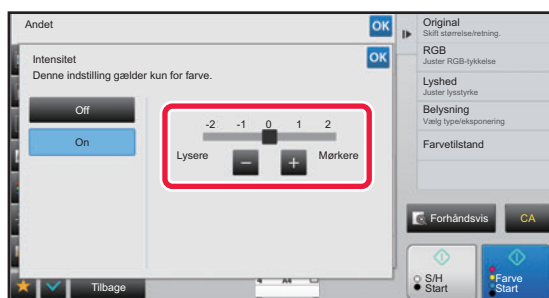 Andet
OK
Intensitet
OK
Denne indstilling gælder kun for farve.
Off
On
-2 -1 0 1 2
Lysere
Mørkere
Tilbage
A4
Original
Skift størrelse/retning.
RGB
Juster RGB-tykkelse
Lyshed
Juster lysstyrke
Belysning
Vælg type/eksponering
Farvetilstand
Forhåndsvis
CA
S/H
Start
Farve
Start